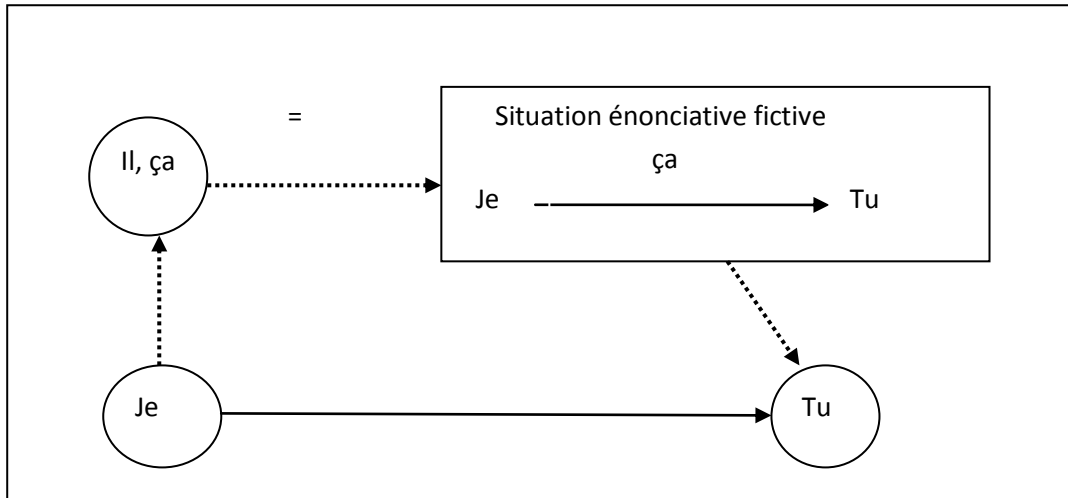 =
Situation énonciative fictive
Il, ça
ça
Je
Tu
Je
Tu